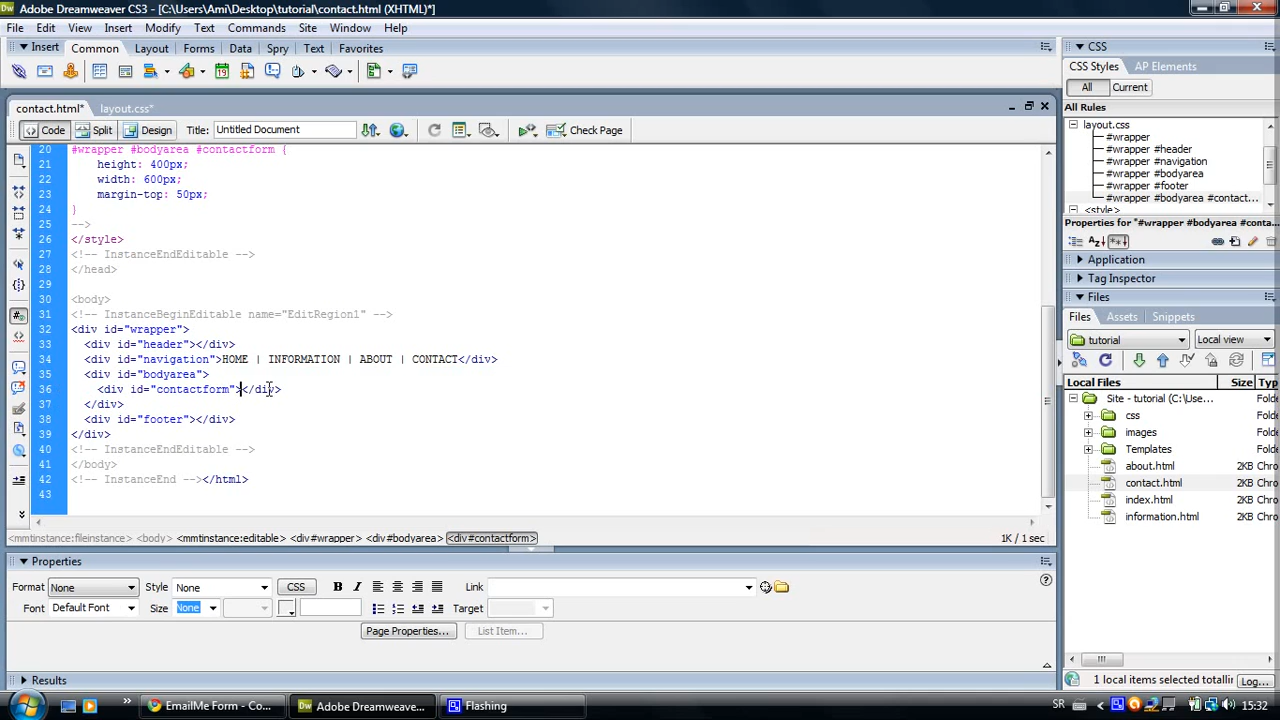 Adobe Dreamweaver CS3 - [C:\Users\Ami\Desktop\tutorial\contact.html (XHTML)*]
File Edit View Insert Modify Text Commands Site Window Help
Insert Common Layout Forms Data Spry Text Favorites
contact.html* layout.css*
Code Split Design Title: Untitled Document Check Page
20 #wrapper #bodyarea #contactform {
21 height: 400px;
22 width: 600px;
23 margin-top: 50px;
24 }
25 -->
26 </style>
27 <!-- InstanceEndEditable -->
28 </head>
29
30 <body>
31 <!-- InstanceBeginEditable name="EditRegion1" -->
32 <div id="wrapper">
33 <div id="header"></div>
34 <div id="navigation">HOME | INFORMATION | ABOUT | CONTACT</div>
35 <div id="bodyarea">
36 <div id="contactform"></div>
37 </div>
38 <div id="footer"></div>
39 </div>
40 <!-- InstanceEndEditable -->
41 </body>
42 <!-- InstanceEnd --></html>
43
<mmtinstance:fileinstance> <body> <mmtinstance:editable> <div#wrapper> <div#bodyarea> <div#contactform> 1K / 1 sec
Properties
Format None Style None CSS B I Link
Font Default Font Size None Target
Page Properties... List Item...
Results
CSS
CSS Styles AP Elements
All Current
All Rules
layout.css
#wrapper
#wrapper #header
#wrapper #navigation
#wrapper #bodyarea
#wrapper #footer
#wrapper #bodyarea #contact...
<style>
Properties for "#wrapper #bodyarea #conta...
Application
Tag Inspector
Files
Files Assets Snippets
tutorial Local view
Local Files Size Type
Site - tutorial (C:\Use... Folde
css Folde
images Folde
Templates Folde
about.html 2KB Chro
contact.html 2KB Chro
index.html 2KB Chro
information.html 2KB Chro
1 local items selected totallir Log...
EmailMe Form - Co... Adobe Dreamweave... Flashing SR 15:32